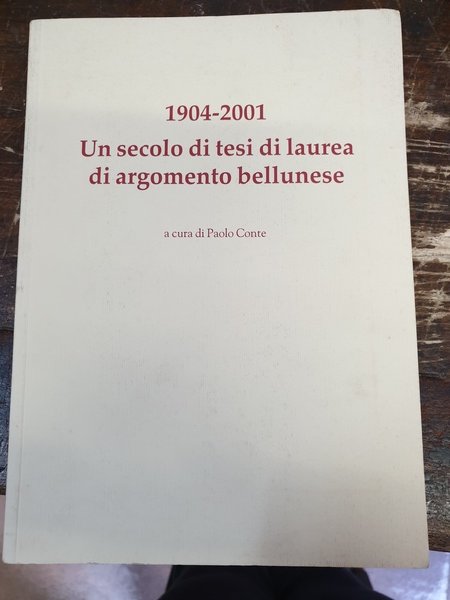 1904-2001
Un secolo di tesi di laurea
di argomento bellunese
a cura di Paolo Conte